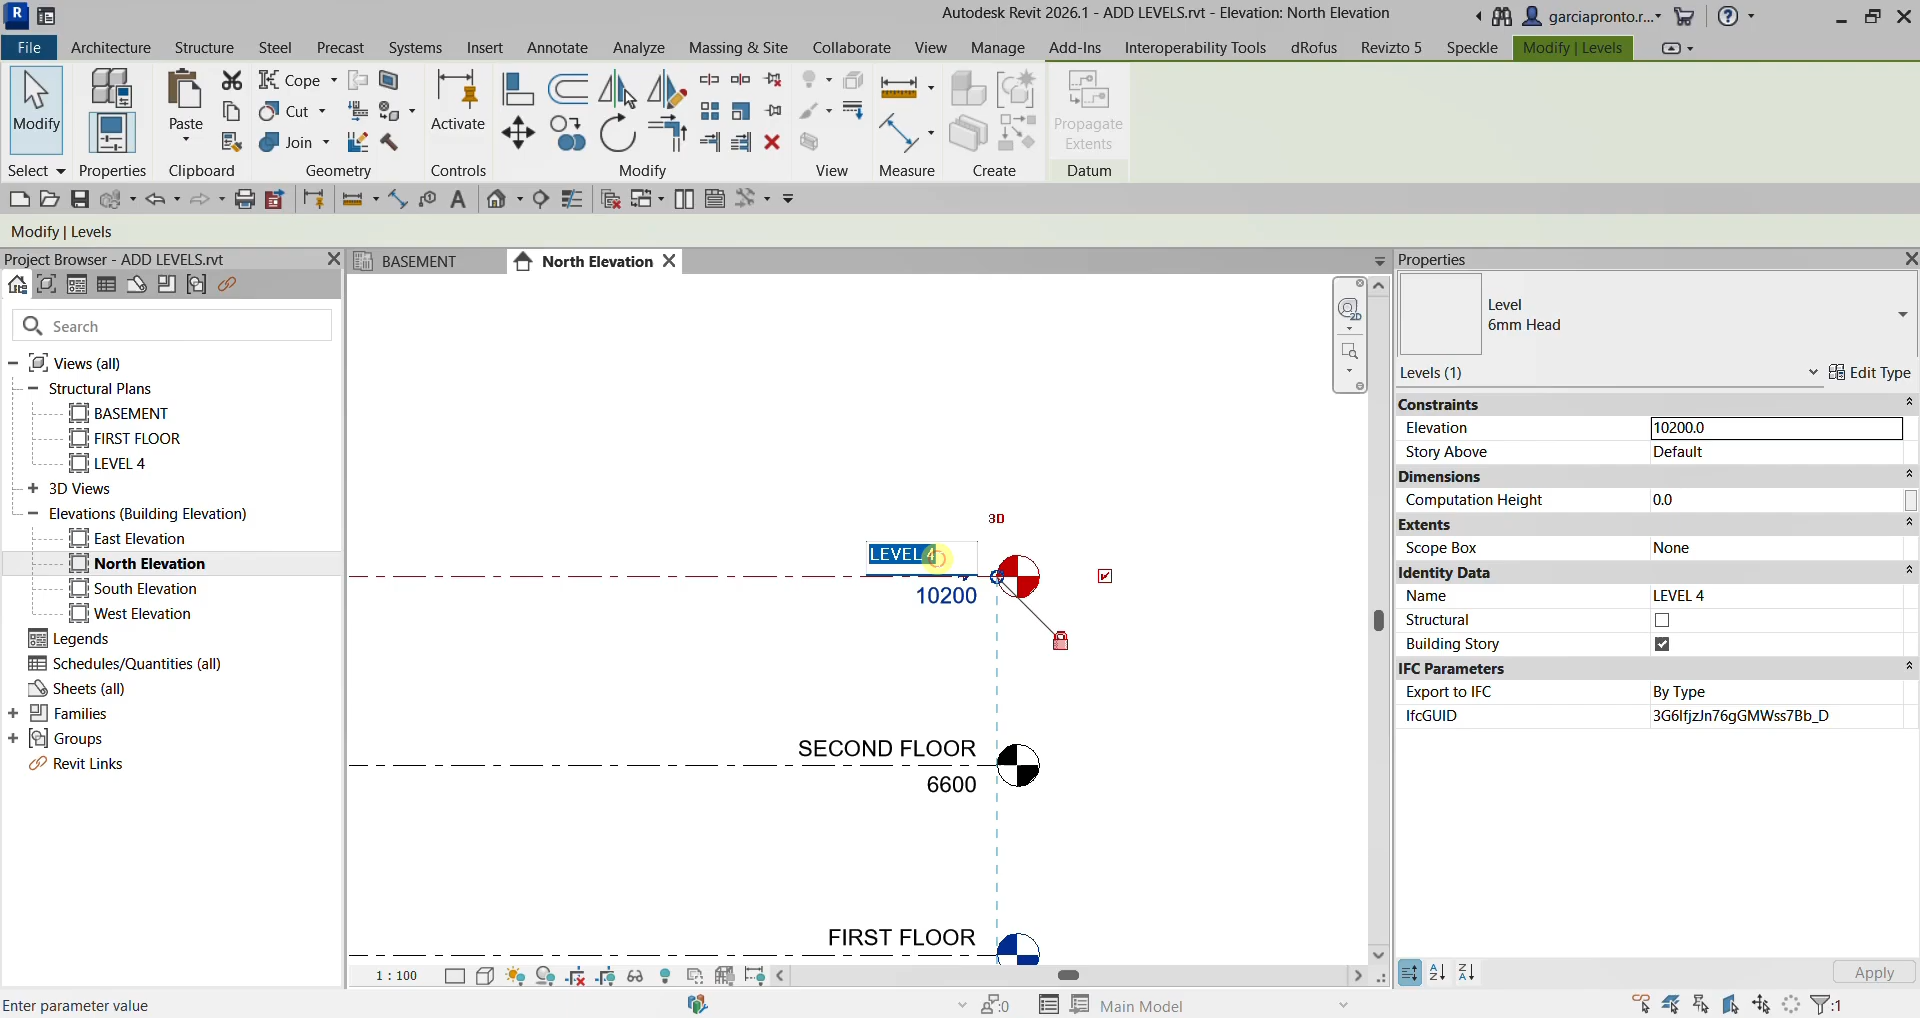 Autodesk Revit 2026.1 - ADD LEVELS.rvt - Elevation: North Elevation
garciapronto.r...
File Architecture Structure Steel Precast Systems Insert Annotate Analyze Massing & Site Collaborate View Manage Add-Ins Interoperability Tools dRofus Revizto 5 Speckle Modify | Levels
Modify
Paste
Cope
Cut
Join
Activate
Propagate
Extents
Select Properties Clipboard Geometry Controls Modify View Measure Create Datum
Modify | Levels
Project Browser - ADD LEVELS.rvt
BASEMENT
North Elevation
Properties
Search
Views (all)
Structural Plans
BASEMENT
FIRST FLOOR
LEVEL 4
3D Views
Elevations (Building Elevation)
East Elevation
North Elevation
South Elevation
West Elevation
Legends
Schedules/Quantities (all)
Sheets (all)
Families
Groups
Revit Links
2D
3D
LEVEL 4
10200
SECOND FLOOR
6600
FIRST FLOOR
1 : 100
Level
6mm Head
Levels (1)
Edit Type
Constraints
Elevation 10200.0
Story Above Default
Dimensions
Computation Height 0.0
Extents
Scope Box None
Identity Data
Name LEVEL 4
Structural
Building Story
IFC Parameters
Export to IFC By Type
IfcGUID 3G6IfjzJn76gGMWss7Bb_D
Apply
Enter parameter value
:0
Main Model
:1